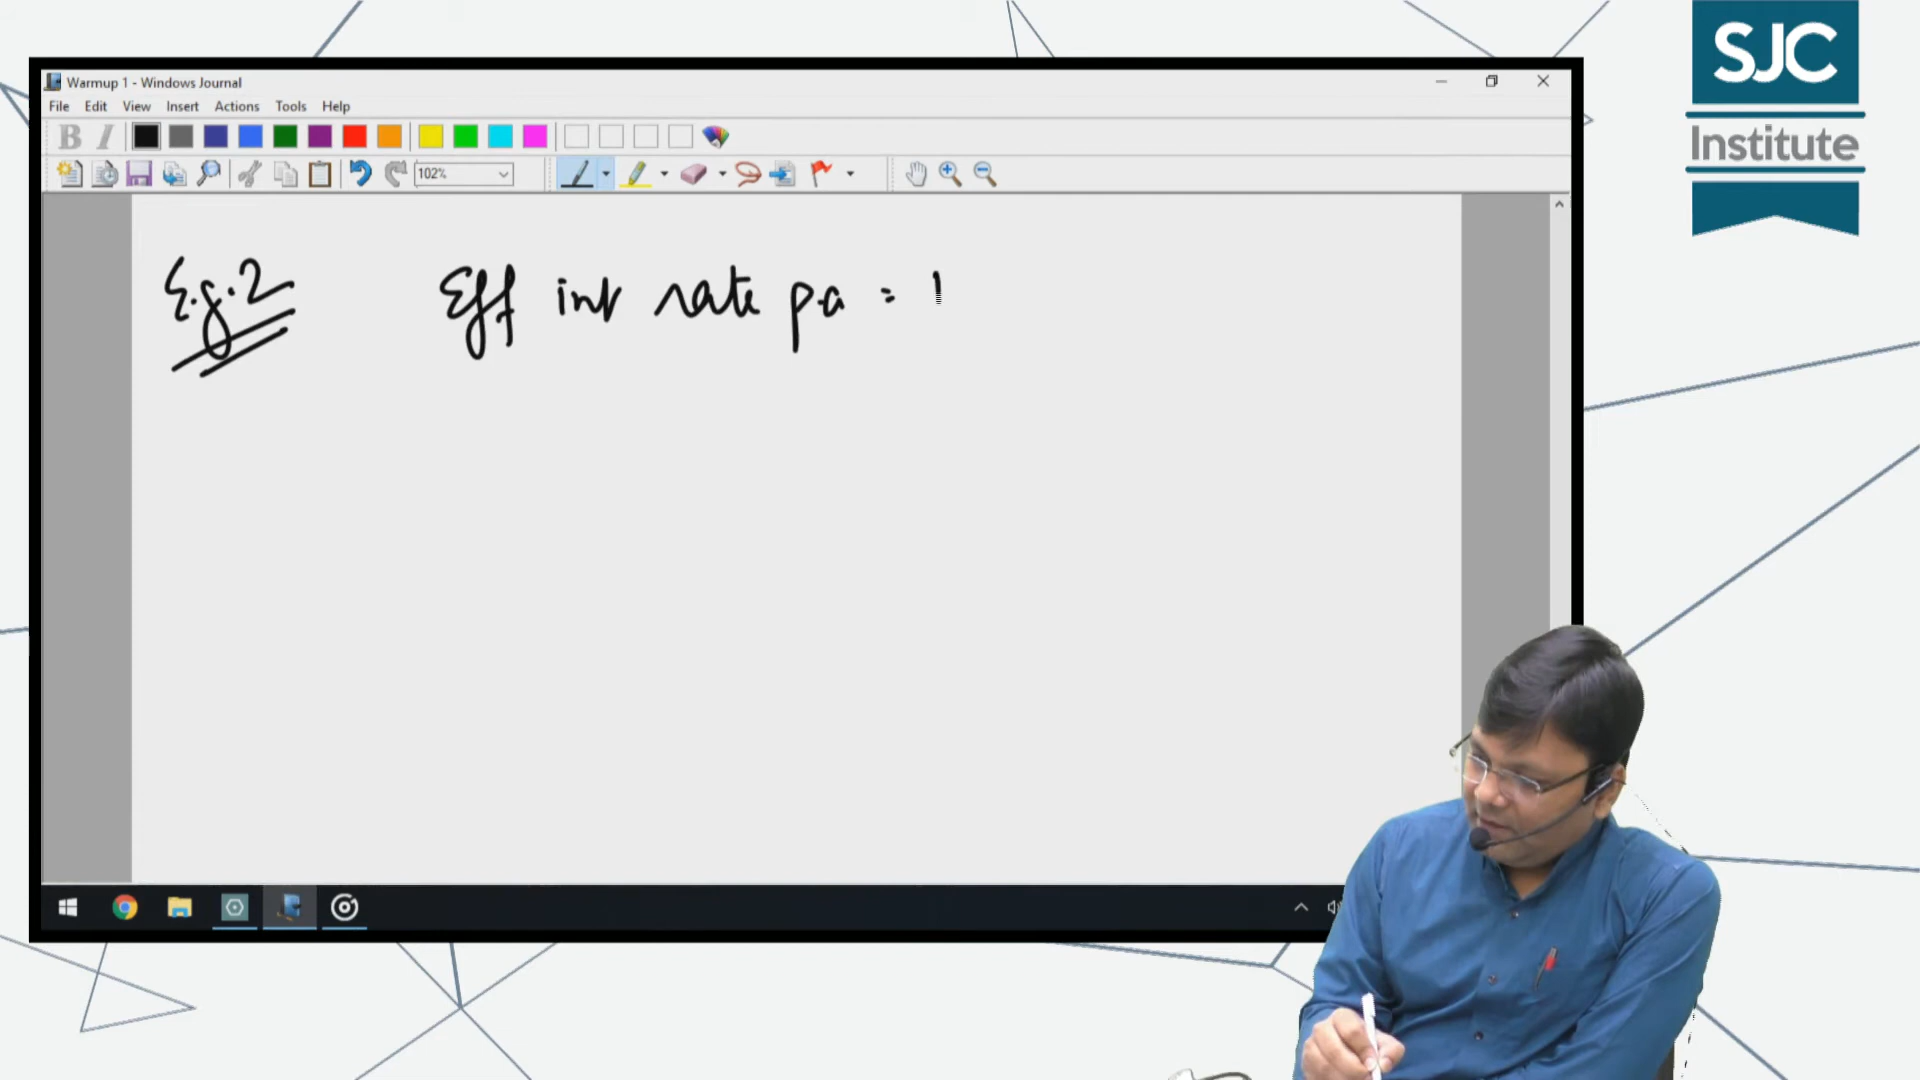 SJC
Institute
Warmup 1 - Windows Journal
File Edit View Insert Actions Tools Help
B I
102%
E.g.2 Eff int rate p.a = 1